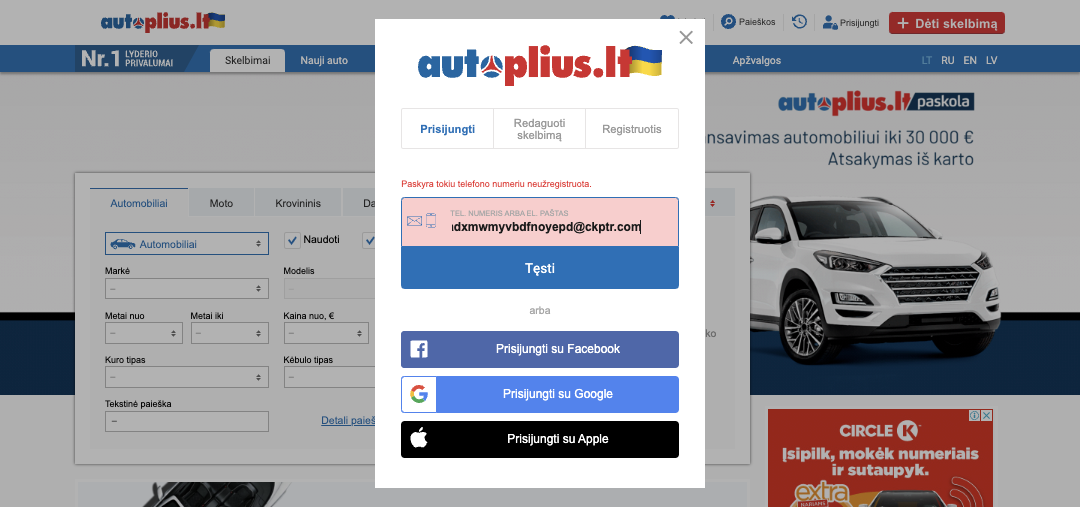 autoplius.lt
Paieškos
Prisijungti
+ Dėti skelbimą
Nr.1 LYDERIO
PRIVALUMAI
Skelbimai
Nauji auto
Apžvalgos
LT RU EN LV
autoplius.lt
Prisijungti
Redaguoti
skelbimą
Registruotis
Paskyra tokiu telefono numeriu neužregistruota.
TEL. NUMERIS ARBA EL. PAŠTAS
dxmwmyvbdfnoyepd@ckptr.com
Tęsti
arba
Prisijungti su Facebook
Prisijungti su Google
Prisijungti su Apple
Automobiliai
Moto
Krovininis
Da
Automobiliai
Naudoti
Markė
–
Modelis
–
Metai nuo
–
Metai iki
–
Kaina nuo, €
–
Kuro tipas
–
Kėbulo tipas
–
Tekstinė paieška
–
Detali paieš
ko
autoplius.lt paskola
nsavimas automobiliui iki 30 000 €
Atsakymas iš karto
CIRCLE K
Įsipilk, mokėk numeriais
ir sutaupyk.
extra
NARIAMS